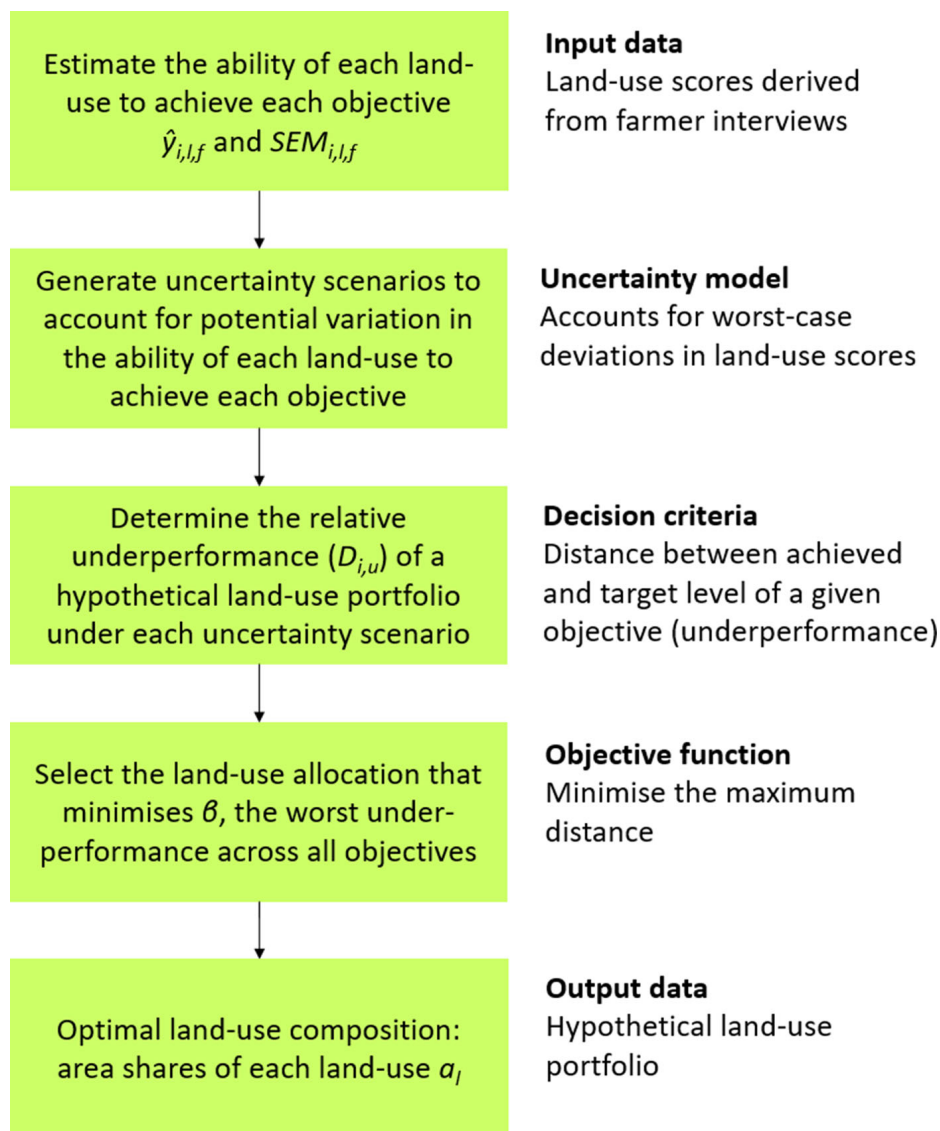 Estimate the ability of each land-
use to achieve each objective
ŷi,l,f and SEMi,l,f
Input data
Land-use scores derived
from farmer interviews
Generate uncertainty scenarios to
account for potential variation in
the ability of each land-use to
achieve each objective
Uncertainty model
Accounts for worst-case
deviations in land-use scores
Determine the relative
underperformance (Di,u) of a
hypothetical land-use portfolio
under each uncertainty scenario
Decision criteria
Distance between achieved
and target level of a given
objective (underperformance)
Select the land-use allocation that
minimises β, the worst under-
performance across all objectives
Objective function
Minimise the maximum
distance
Optimal land-use composition:
area shares of each land-use al
Output data
Hypothetical land-use
portfolio